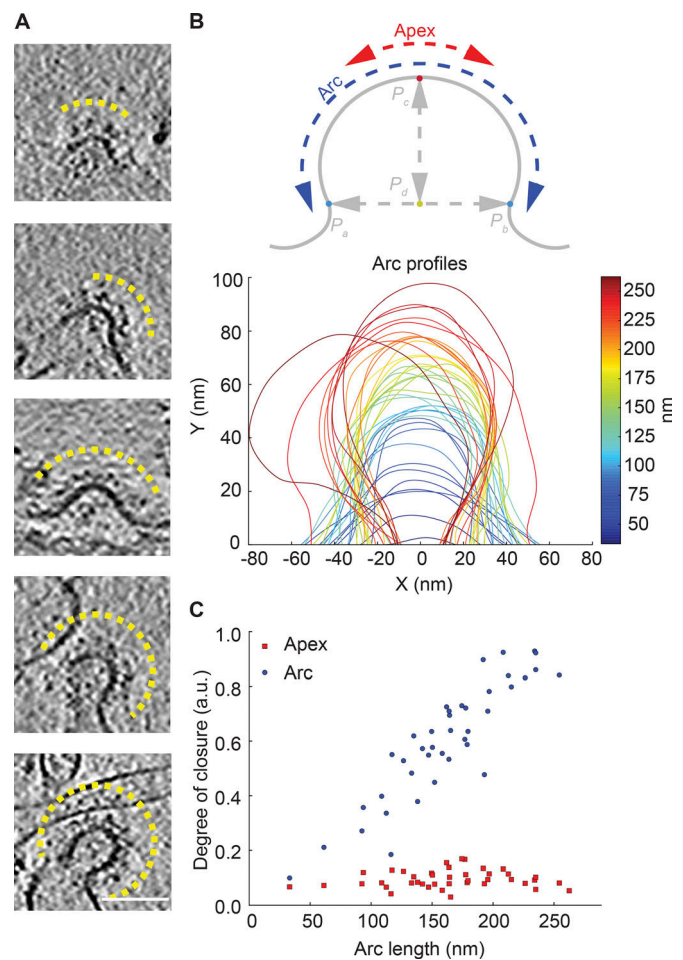 A
B
Apex
Arc
Pc
Pd
Pa
Pb
Arc profiles
100
80
60
40
20
0
Y (nm)
-80 -60 -40 -20 0 20 40 60 80
X (nm)
250
225
200
175
150
125
100
50
nm
C
1.0
0.8
0.6
0.4
0.2
0.0
Degree of closure (a.u.)
Apex
Arc
0 50 100 150 200 250
Arc length (nm)